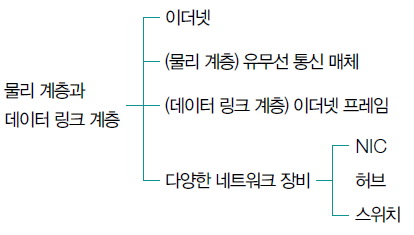 이더넷
(물리 계층) 유무선 통신 매체
물리 계층과
데이터 링크 계층
(데이터 링크 계층) 이더넷 프레임
다양한 네트워크 장비
NIC
허브
스위치